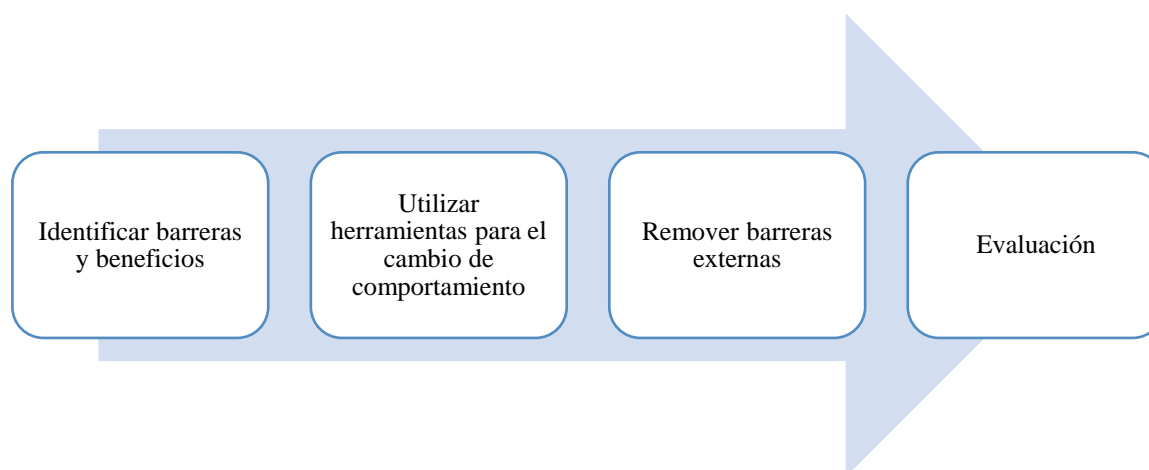 Identificar barreras
y beneficios
Utilizar
herramientas para el
cambio de
comportamiento
Remover barreras
externas
Evaluación